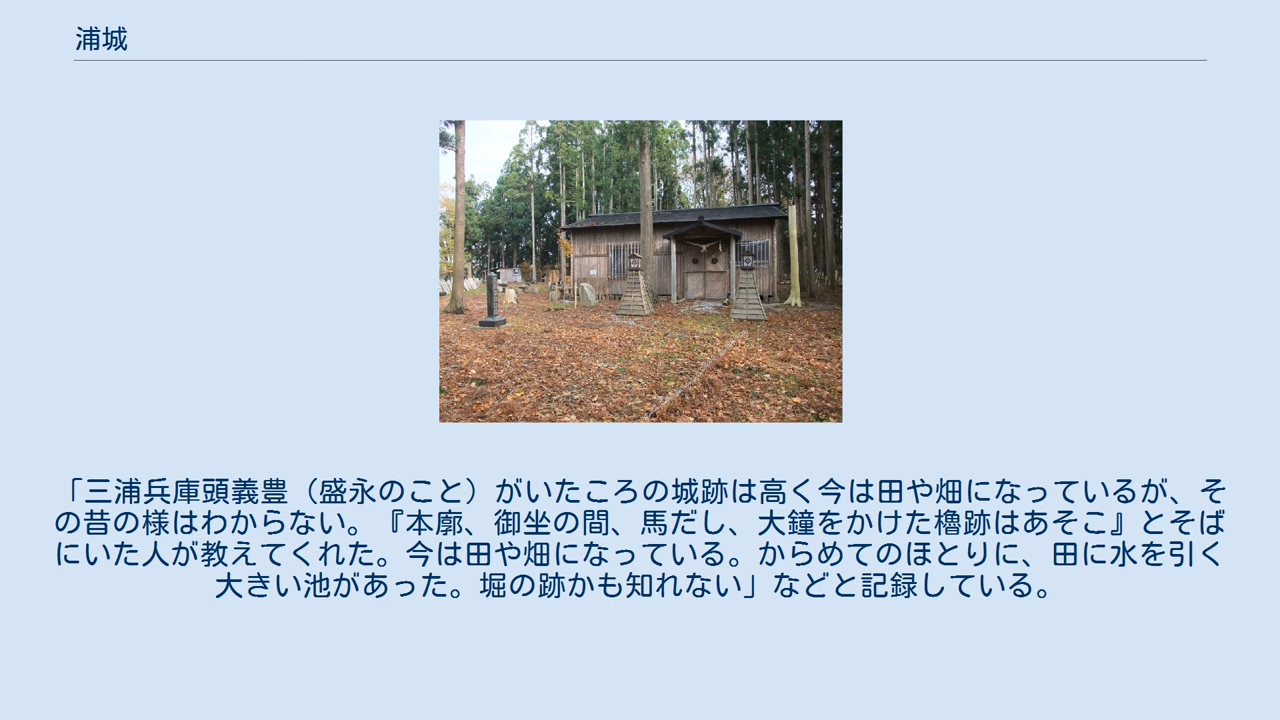 浦城
「三浦兵庫頭義豊（盛永のこと）がいたころの城跡は高く今は田や畑になっているが、そ
の昔の様はわからない。『本廓、御坐の間、馬だし、大鐘をかけた櫓跡はあそこ』とそば
にいた人が教えてくれた。今は田や畑になっている。からめてのほとりに、田に水を引く
大きい池があった。堀の跡かも知れない」などと記録している。